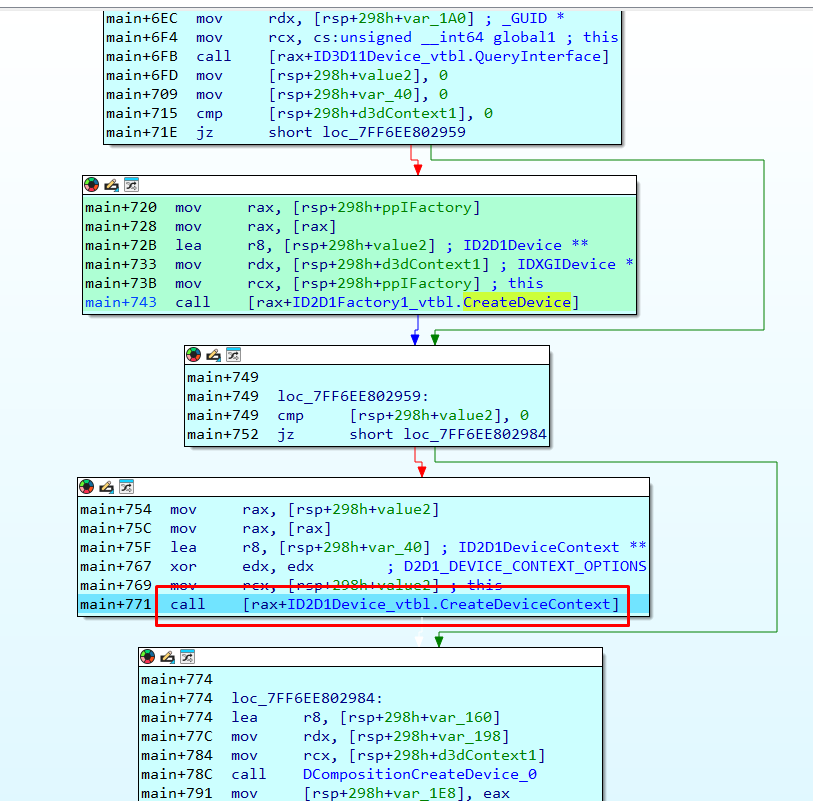 main+6EC mov rdx, [rsp+298h+var_1A0] ; _GUID *
main+6F4 mov rcx, cs:unsigned __int64 global1 ; this
main+6FB call [rax+ID3D11Device_vtbl.QueryInterface]
main+6FD mov [rsp+298h+value2], 0
main+709 mov [rsp+298h+var_40], 0
main+715 cmp [rsp+298h+d3dContext1], 0
main+71E jz short loc_7FF6EE802959
main+720 mov rax, [rsp+298h+ppIFactory]
main+728 mov rax, [rax]
main+72B lea r8, [rsp+298h+value2] ; ID2D1Device **
main+733 mov rdx, [rsp+298h+d3dContext1] ; IDXGIDevice *
main+73B mov rcx, [rsp+298h+ppIFactory] ; this
main+743 call [rax+ID2D1Factory1_vtbl.CreateDevice]
main+749
main+749 loc_7FF6EE802959:
main+749 cmp [rsp+298h+value2], 0
main+752 jz short loc_7FF6EE802984
main+754 mov rax, [rsp+298h+value2]
main+75C mov rax, [rax]
main+75F lea r8, [rsp+298h+var_40] ; ID2D1DeviceContext **
main+767 xor edx, edx ; D2D1_DEVICE_CONTEXT_OPTIONS
main+769 mov rcx, [rsp+298h+value2] ; this
main+771 call [rax+ID2D1Device_vtbl.CreateDeviceContext]
main+774
main+774 loc_7FF6EE802984:
main+774 lea r8, [rsp+298h+var_160]
main+77C mov rdx, [rsp+298h+var_198]
main+784 mov rcx, [rsp+298h+d3dContext1]
main+78C call DCompositionCreateDevice_0
main+791 mov [rsp+298h+var_1E8], eax